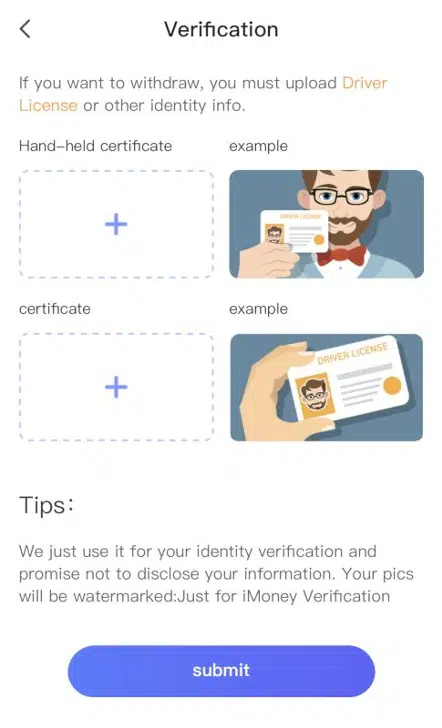 Verification
If you want to withdraw, you must upload Driver
License or other identity info.
Hand-held certificate
example
DRIVER LICENSE
certificate
example
DRIVER LICENSE
Tips:
We just use it for your identity verification and
promise not to disclose your information. Your pics
will be watermarked:Just for iMoney Verification
submit